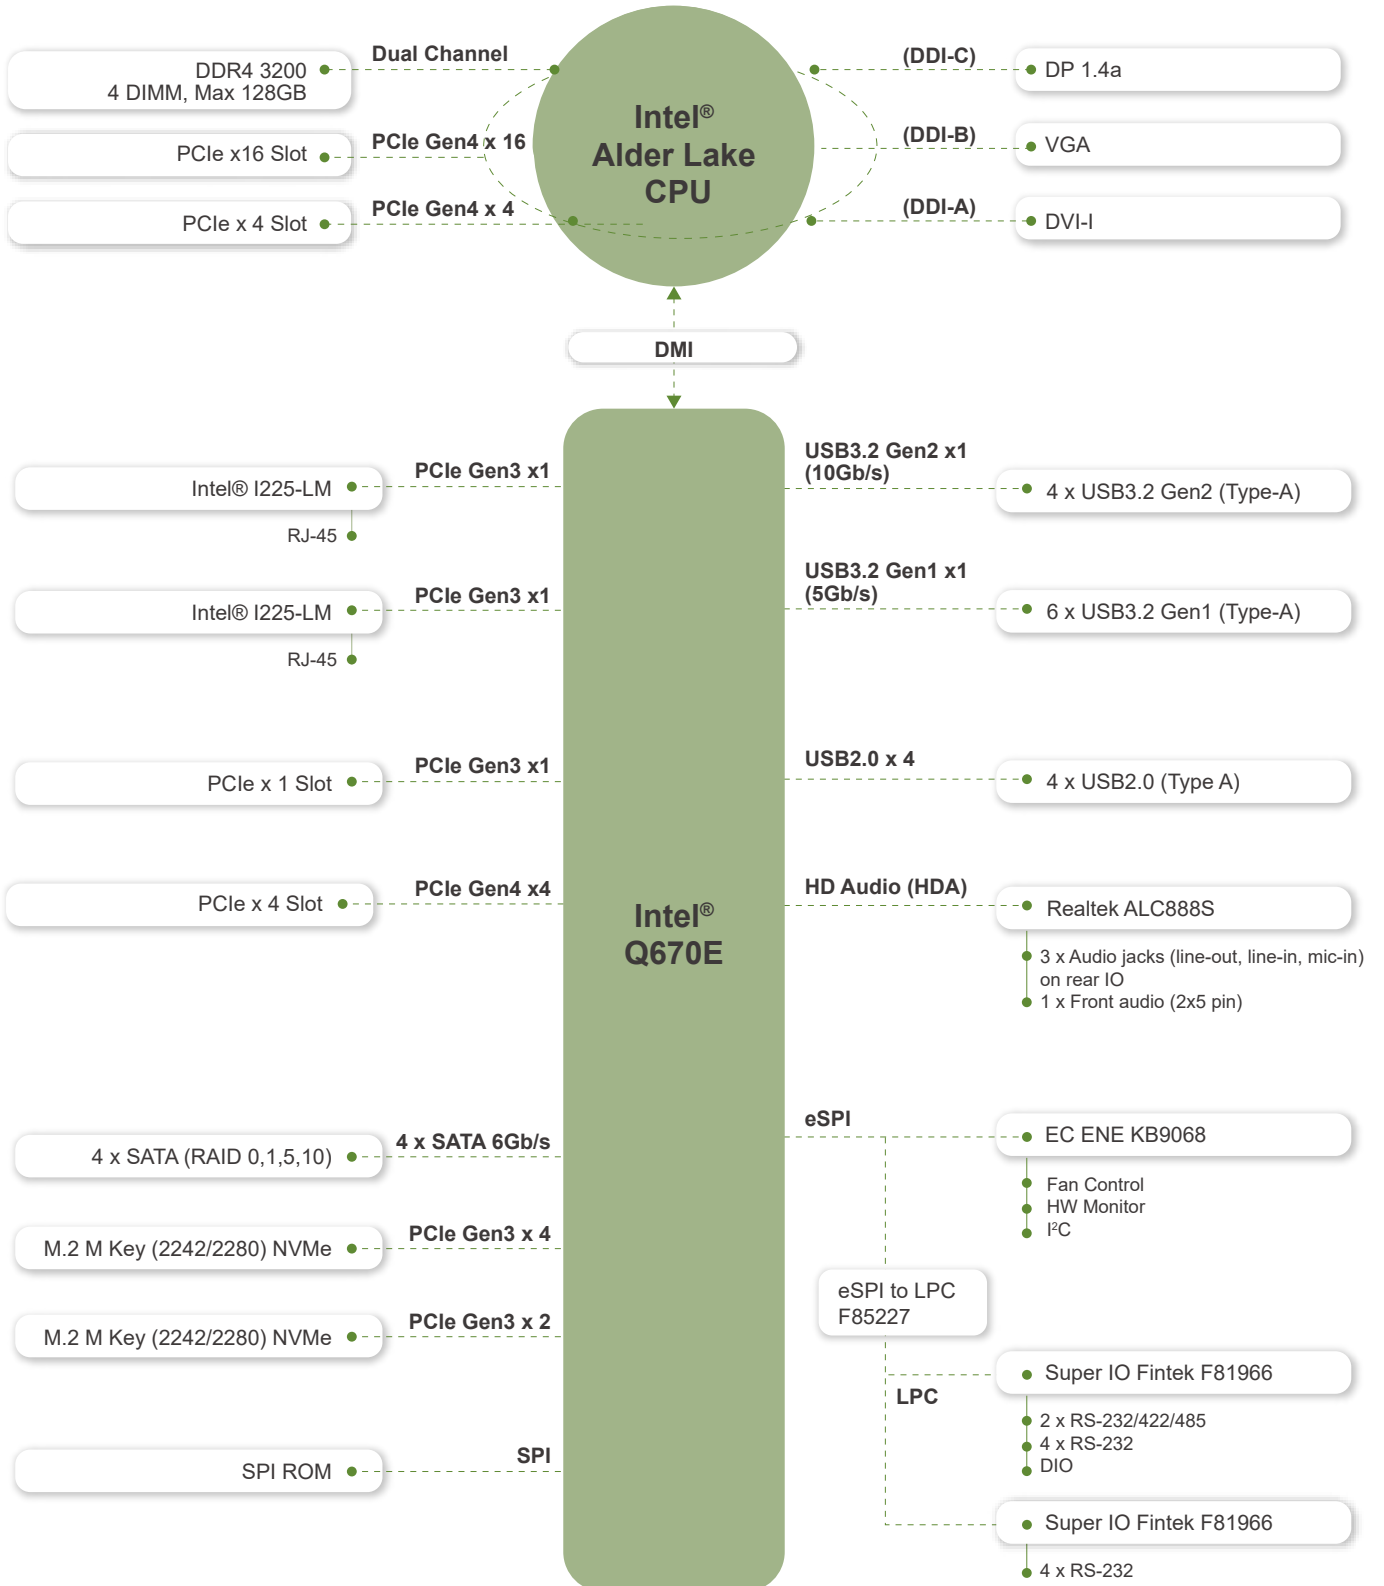 Dual Channel
DDR4 3200
4 DIMM, Max 128GB
PCIe Gen4 x 16
PCIe x16 Slot
PCIe Gen4 x 4
PCIe x 4 Slot
Intel®
Alder Lake
CPU
(DDI-C)
DP 1.4a
(DDI-B)
VGA
(DDI-A)
DVI-I
DMI
PCIe Gen3 x1
Intel® I225-LM
RJ-45
PCIe Gen3 x1
Intel® I225-LM
RJ-45
PCIe Gen3 x1
PCIe x 1 Slot
PCIe Gen4 x4
PCIe x 4 Slot
4 x SATA 6Gb/s
4 x SATA (RAID 0,1,5,10)
PCIe Gen3 x 4
M.2 M Key (2242/2280) NVMe
PCIe Gen3 x 2
M.2 M Key (2242/2280) NVMe
SPI
SPI ROM
Intel®
Q670E
USB3.2 Gen2 x1
(10Gb/s)
4 x USB3.2 Gen2 (Type-A)
USB3.2 Gen1 x1
(5Gb/s)
6 x USB3.2 Gen1 (Type-A)
USB2.0 x 4
4 x USB2.0 (Type A)
HD Audio (HDA)
Realtek ALC888S
3 x Audio jacks (line-out, line-in, mic-in)
on rear IO
1 x Front audio (2x5 pin)
eSPI
EC ENE KB9068
Fan Control
HW Monitor
I²C
eSPI to LPC
F85227
LPC
Super IO Fintek F81966
2 x RS-232/422/485
4 x RS-232
DIO
Super IO Fintek F81966
4 x RS-232